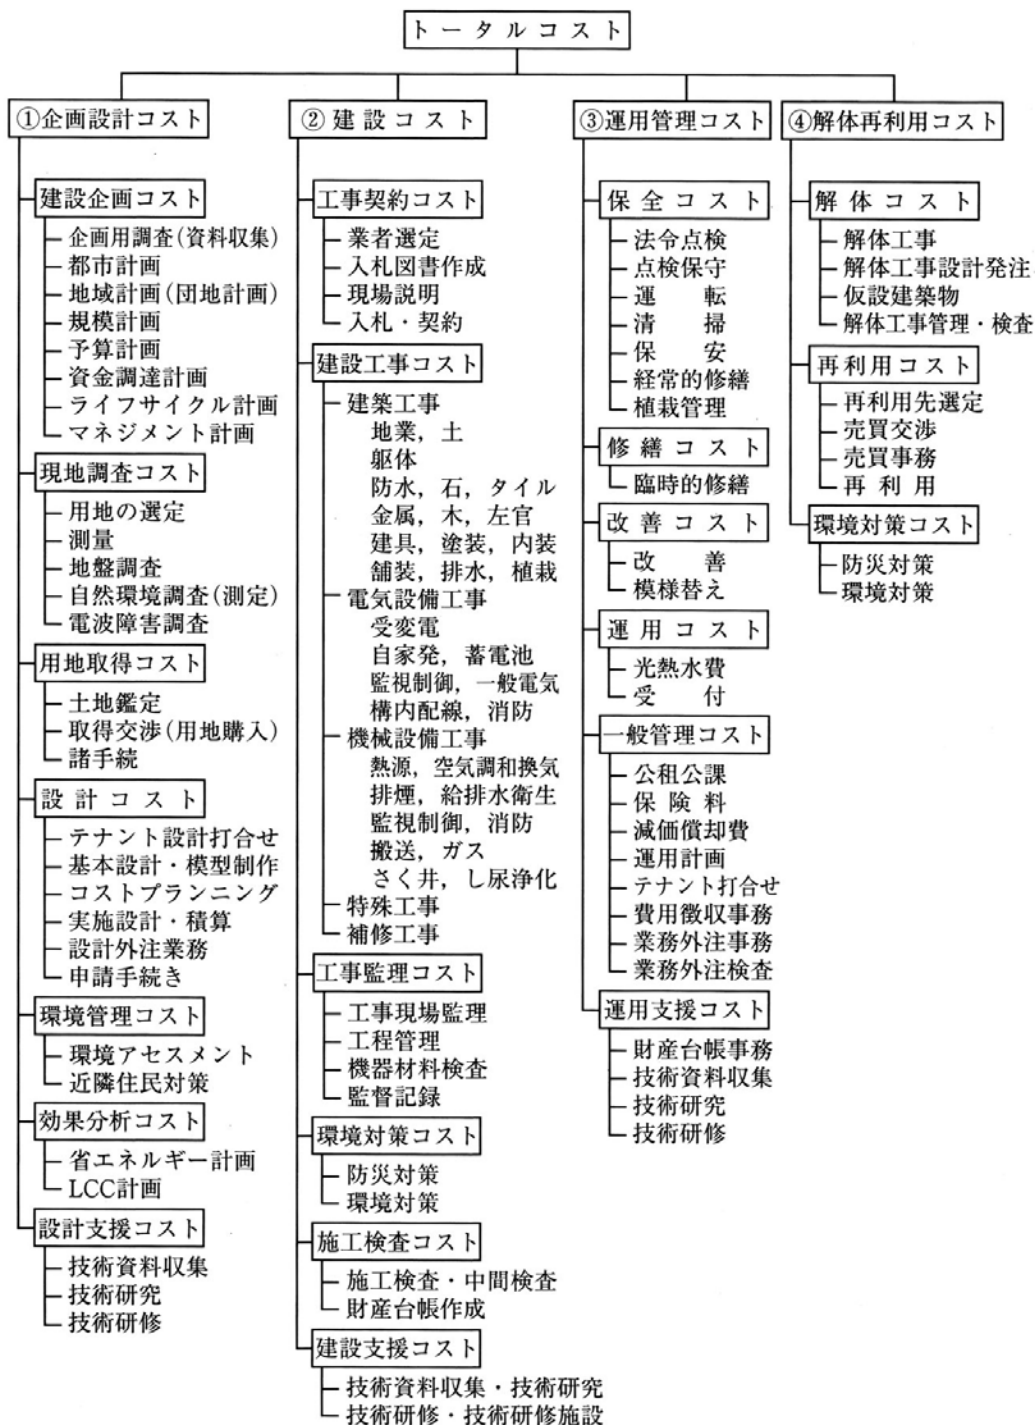 トータルコスト
①企画設計コスト
建設企画コスト
企画用調査(資料収集)
都市計画
地域計画(団地計画)
規模計画
予算計画
資金調達計画
ライフサイクル計画
マネジメント計画
現地調査コスト
用地の選定
測量
地盤調査
自然環境調査(測定)
電波障害調査
用地取得コスト
土地鑑定
取得交渉(用地購入)
諸手続
設計コスト
テナント設計打合せ
基本設計・模型制作
コストプランニング
実施設計・積算
設計外注業務
申請手続き
環境管理コスト
環境アセスメント
近隣住民対策
効果分析コスト
省エネルギー計画
LCC計画
設計支援コスト
技術資料収集
技術研究
技術研修
②建設コスト
工事契約コスト
業者選定
入札図書作成
現場説明
入札・契約
建設工事コスト
建築工事
地業，土
躯体
防水，石，タイル
金属，木，左官
建具，塗装，内装
舗装，排水，植栽
電気設備工事
受変電
自家発，蓄電池
監視制御，一般電気
構内配線，消防
機械設備工事
熱源，空気調和換気
排煙，給排水衛生
監視制御，消防
搬送，ガス
さく井，し尿浄化
特殊工事
補修工事
工事監理コスト
工事現場監理
工程管理
機器材料検査
監督記録
環境対策コスト
防災対策
環境対策
施工検査コスト
施工検査・中間検査
財産台帳作成
建設支援コスト
技術資料収集・技術研究
技術研修・技術研修施設
③運用管理コスト
保全コスト
法令点検
点検保守
運転
清掃
保安
経常的修繕
植栽管理
修繕コスト
臨時的修繕
改善コスト
改善
模様替え
運用コスト
光熱水費
受付
一般管理コスト
公租公課
保険料
減価償却費
運用計画
テナント打合せ
費用徴収事務
業務外注事務
業務外注検査
運用支援コスト
財産台帳事務
技術資料収集
技術研究
技術研修
④解体再利用コスト
解体コスト
解体工事
解体工事設計発注
仮設建築物
解体工事管理・検査
再利用コスト
再利用先選定
売買交渉
売買事務
再利用
環境対策コスト
防災対策
環境対策